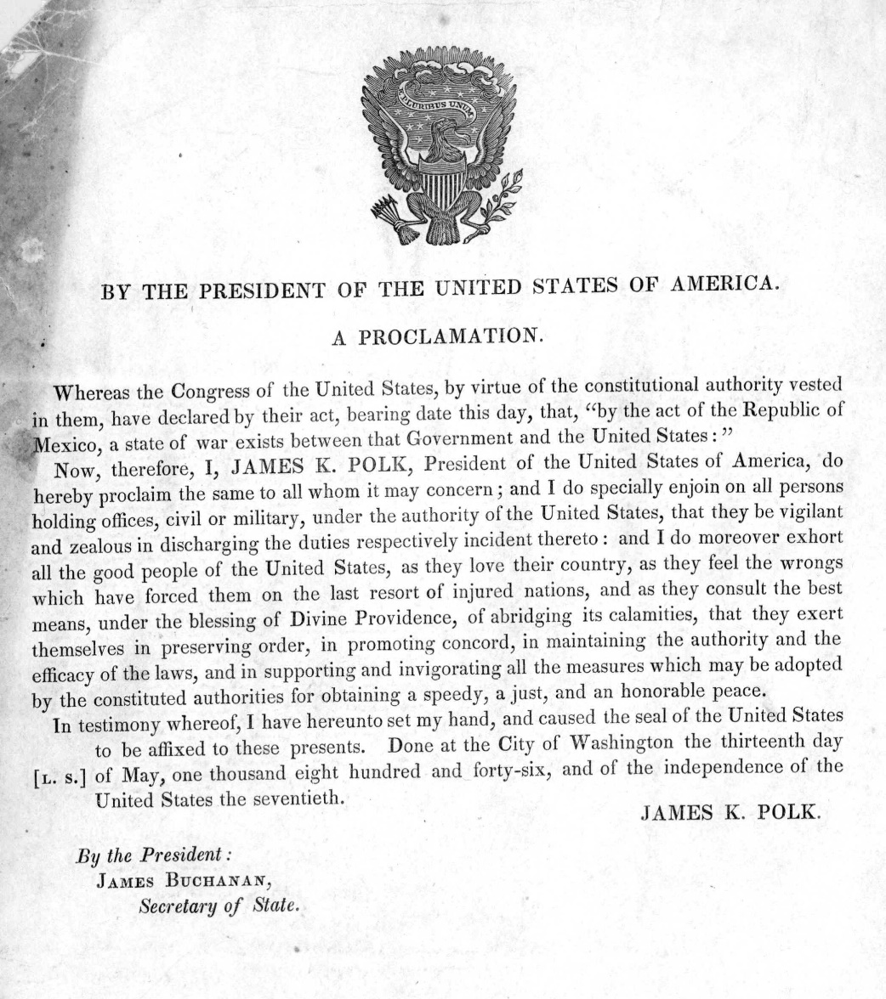 E PLURIBUS UNUM
BY THE PRESIDENT OF THE UNITED STATES OF AMERICA.
A PROCLAMATION.
Whereas the Congress of the United States, by virtue of the constitutional authority vested
in them, have declared by their act, bearing date this day, that, “by the act of the Republic of
Mexico, a state of war exists between that Government and the United States : ”
Now, therefore, I, JAMES K. POLK, President of the United States of America, do
hereby proclaim the same to all whom it may concern ; and I do specially enjoin on all persons
holding offices, civil or military, under the authority of the United States, that they be vigilant
and zealous in discharging the duties respectively incident thereto : and I do moreover exhort
all the good people of the United States, as they love their country, as they feel the wrongs
which have forced them on the last resort of injured nations, and as they consult the best
means, under the blessing of Divine Providence, of abridging its calamities, that they exert
themselves in preserving order, in promoting concord, in maintaining the authority and the
efficacy of the laws, and in supporting and invigorating all the measures which may be adopted
by the constituted authorities for obtaining a speedy, a just, and an honorable peace.
In testimony whereof, I have hereunto set my hand, and caused the seal of the United States
to be affixed to these presents. Done at the City of Washington the thirteenth day
[L. S.] of May, one thousand eight hundred and forty-six, and of the independence of the
United States the seventieth.
JAMES K. POLK.
By the President :
JAMES BUCHANAN,
Secretary of State.